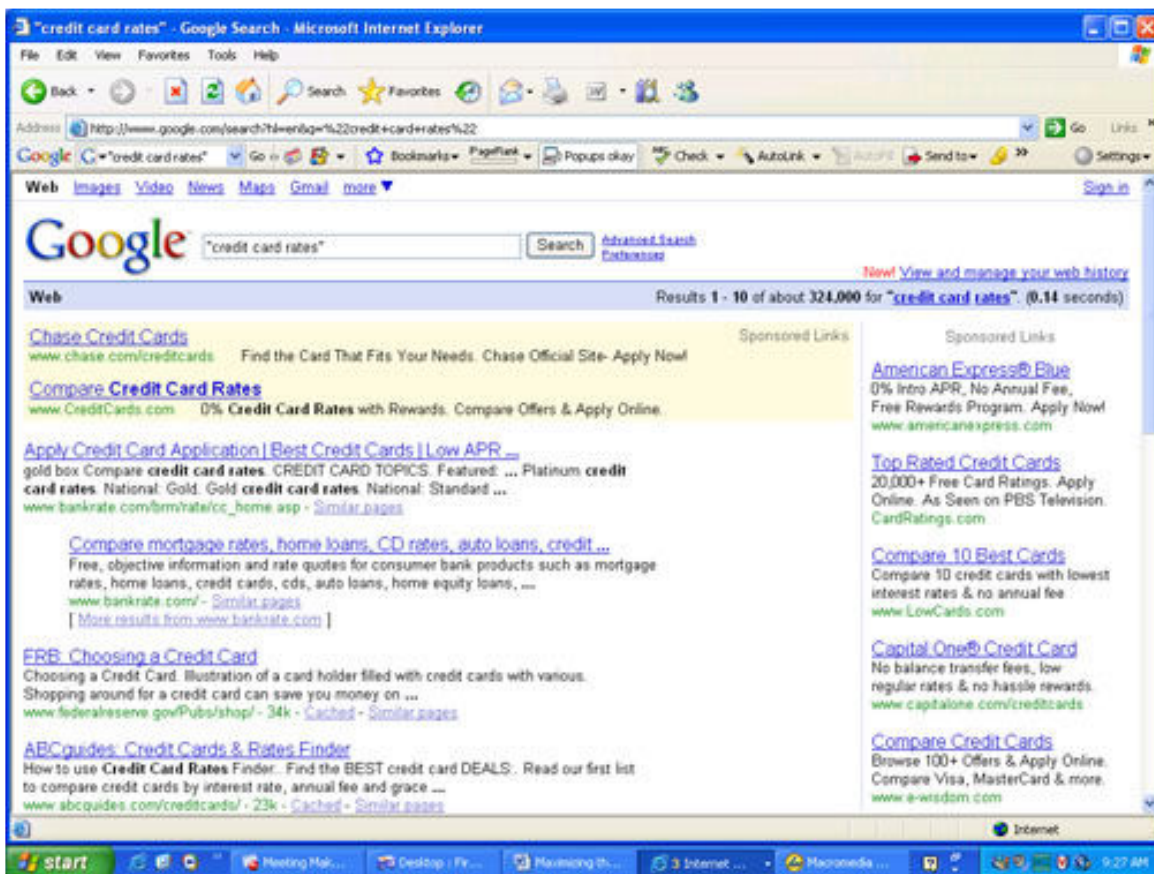 "credit card rates" - Google Search - Microsoft Internet Explorer
File Edit View Favorites Tools Help
Back Search Favorites
Address http://www.google.com/search?hl=en&q=%22credit+card+rates%22 Go Links »
Google "credit card rates" Go Bookmarks PageRank Popups okay Check AutoLink AutoFill Send to » Settings
Web Images Video News Maps Gmail more ▼ Sign in
Google "credit card rates" Search Advanced Search
Preferences
New! View and manage your web history
Web Results 1 - 10 of about 324,000 for "credit card rates". (0.14 seconds)
Chase Credit Cards Sponsored Links
www.chase.com/creditcards Find the Card That Fits Your Needs. Chase Official Site- Apply Now!
Compare Credit Card Rates
www.CreditCards.com 0% Credit Card Rates with Rewards. Compare Offers & Apply Online.
Apply Credit Card Application | Best Credit Cards | Low APR ...
gold box Compare credit card rates. CREDIT CARD TOPICS. Featured: ... Platinum credit
card rates. National: Gold. Gold credit card rates. National: Standard ...
www.bankrate.com/brm/rate/cc_home.asp - Similar pages
Compare mortgage rates, home loans, CD rates, auto loans, credit ...
Free, objective information and rate quotes for consumer bank products such as mortgage
rates, home loans, credit cards, cds, auto loans, home equity loans, ...
www.bankrate.com/ - Similar pages
[ More results from www.bankrate.com ]
FRB: Choosing a Credit Card
Choosing a Credit Card. Illustration of a card holder filled with credit cards with various.
Shopping around for a credit card can save you money on ...
www.federalreserve.gov/Pubs/shop/ - 34k - Cached - Similar pages
ABCguides: Credit Cards & Rates Finder
How to use Credit Card Rates Finder.. Find the BEST credit card DEALS:. Read our first list
to compare credit cards by interest rate, annual fee and grace ...
www.abcguides.com/creditcards/ - 23k - Cached - Similar pages
Sponsored Links
American Express® Blue
0% Intro APR, No Annual Fee,
Free Rewards Program. Apply Now!
www.americanexpress.com
Top Rated Credit Cards
20,000+ Free Card Ratings. Apply
Online. As Seen on PBS Television.
CardRatings.com
Compare 10 Best Cards
Compare 10 credit cards with lowest
interest rates & no annual fee
www.LowCards.com
Capital One® Credit Card
No balance transfer fees, low
regular rates & no hassle rewards.
www.capitalone.com/creditcards
Compare Credit Cards
Browse 100+ Offers & Apply Online.
Compare Visa, MasterCard & more.
www.e-wisdom.com
Internet
start Meeting Mak... Desktop : Fir... Maximizing th... 3 Internet ... Macromedia ... 9:27 AM